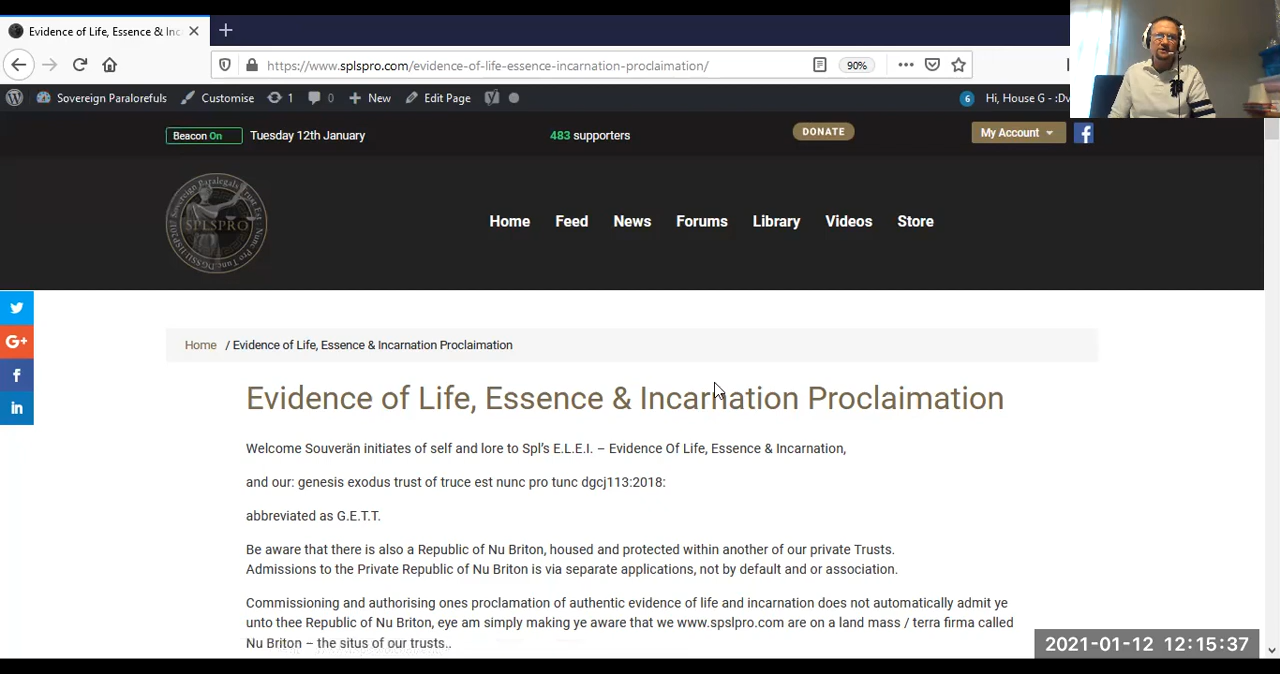 Evidence of Life, Essence & Inc
https://www.splspro.com/evidence-of-life-essence-incarnation-proclaimation/
90%
Sovereign Paralorefuls
Customise
1
0
New
Edit Page
6
Hi, House G - :Dv
Beacon On
Tuesday 12th January
483 supporters
DONATE
My Account
SPLSPRO
Home
Feed
News
Forums
Library
Videos
Store
G+
in
Home / Evidence of Life, Essence & Incarnation Proclaimation
Evidence of Life, Essence & Incarnation Proclaimation
Welcome Souverän initiates of self and lore to Spl’s E.L.E.I. – Evidence Of Life, Essence & Incarnation,
and our: genesis exodus trust of truce est nunc pro tunc dgcj113:2018:
abbreviated as G.E.T.T.
Be aware that there is also a Republic of Nu Briton, housed and protected within another of our private Trusts.
Admissions to the Private Republic of Nu Briton is via separate applications, not by default and or association.
Commissioning and authorising ones proclamation of authentic evidence of life and incarnation does not automatically admit ye
unto thee Republic of Nu Briton, eye am simply making ye aware that we www.spslpro.com are on a land mass / terra firma called
Nu Briton – the situs of our trusts..
2021-01-12 12:15:37